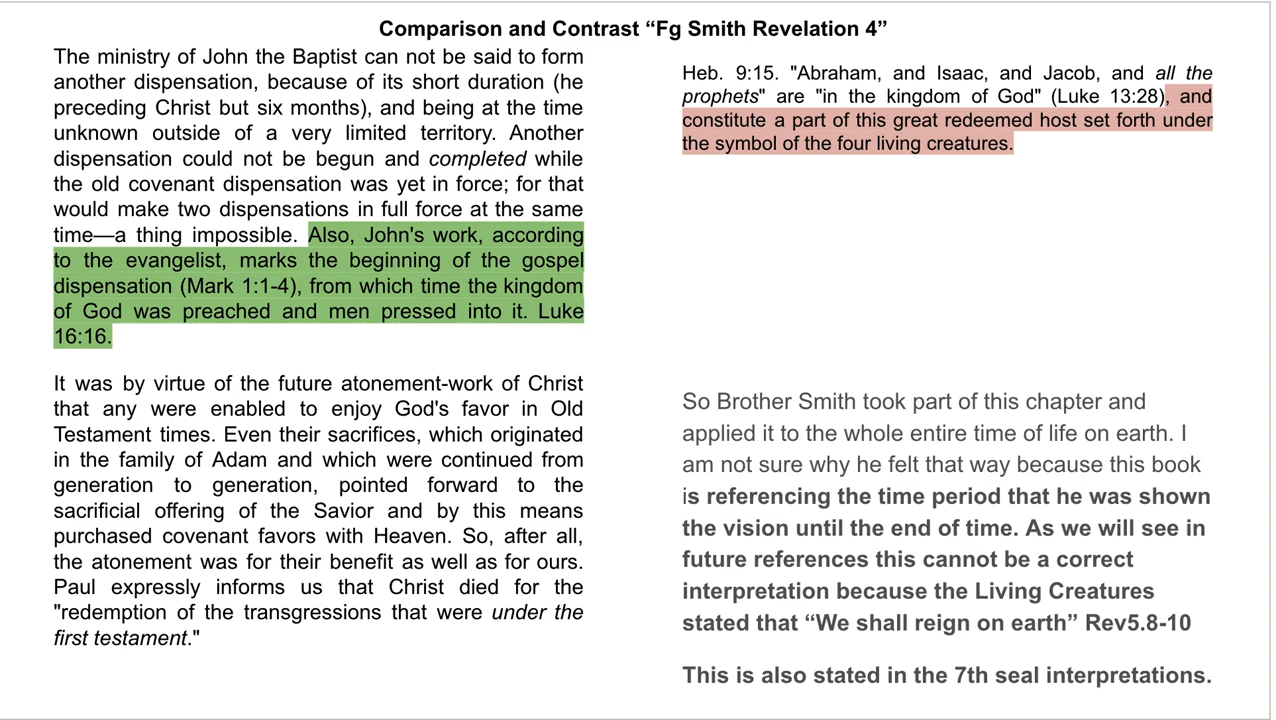 Comparison and Contrast “Fg Smith Revelation 4”
The ministry of John the Baptist can not be said to form
another dispensation, because of its short duration (he
preceding Christ but six months), and being at the time
unknown outside of a very limited territory. Another
dispensation could not be begun and completed while
the old covenant dispensation was yet in force; for that
would make two dispensations in full force at the same
time—a thing impossible. Also, John's work, according
to the evangelist, marks the beginning of the gospel
dispensation (Mark 1:1-4), from which time the kingdom
of God was preached and men pressed into it. Luke
16:16.
It was by virtue of the future atonement-work of Christ
that any were enabled to enjoy God's favor in Old
Testament times. Even their sacrifices, which originated
in the family of Adam and which were continued from
generation to generation, pointed forward to the
sacrificial offering of the Savior and by this means
purchased covenant favors with Heaven. So, after all,
the atonement was for their benefit as well as for ours.
Paul expressly informs us that Christ died for the
"redemption of the transgressions that were under the
first testament."
Heb. 9:15. "Abraham, and Isaac, and Jacob, and all the
prophets" are "in the kingdom of God" (Luke 13:28), and
constitute a part of this great redeemed host set forth under
the symbol of the four living creatures.
So Brother Smith took part of this chapter and
applied it to the whole entire time of life on earth. I
am not sure why he felt that way because this book
is referencing the time period that he was shown
the vision until the end of time. As we will see in
future references this cannot be a correct
interpretation because the Living Creatures
stated that “We shall reign on earth” Rev5.8-10
This is also stated in the 7th seal interpretations.